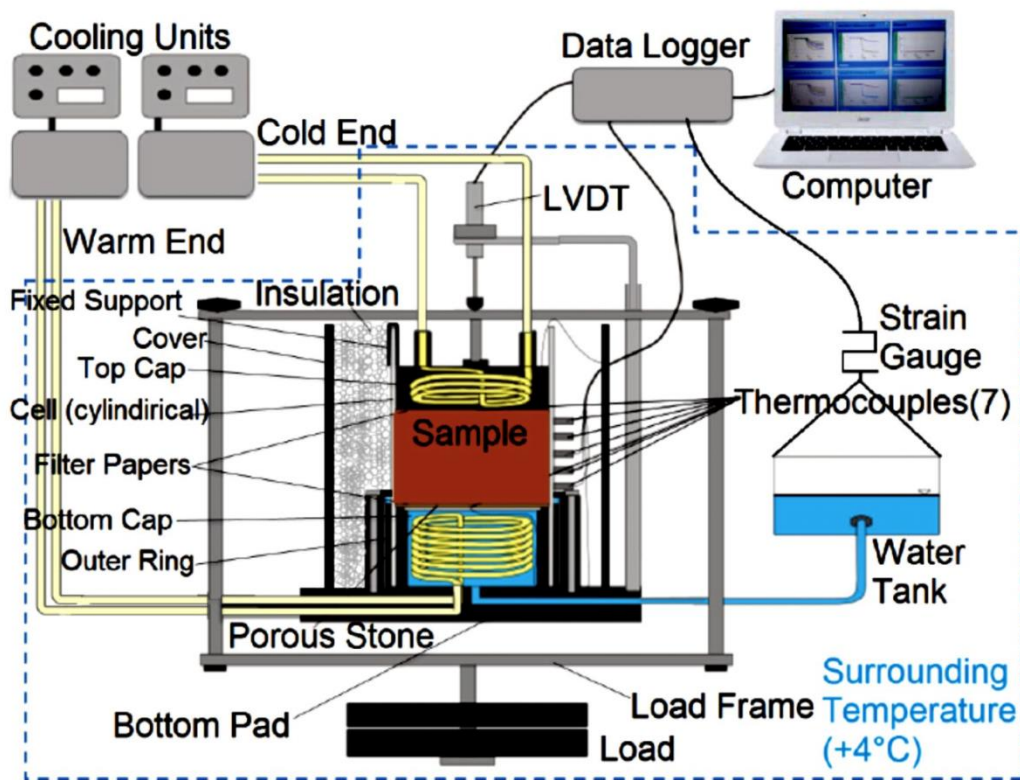 Cooling Units
Data Logger
Cold End
LVDT
Computer
Warm End
Fixed Support
Insulation
Cover
Strain
Gauge
Top Cap
Cell (cylindirical)
Sample
Thermocouples(7)
Filter Papers
Bottom Cap
Outer Ring
Water
Tank
Porous Stone
Bottom Pad
Load Frame
Load
Surrounding
Temperature
(+4°C)